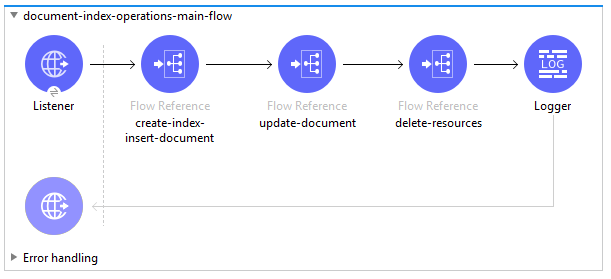 document-index-operations-main-flow
LOG
Listener
Flow Reference
create-index-
insert-document
Flow Reference
update-document
Flow Reference
delete-resources
Logger
Error handling